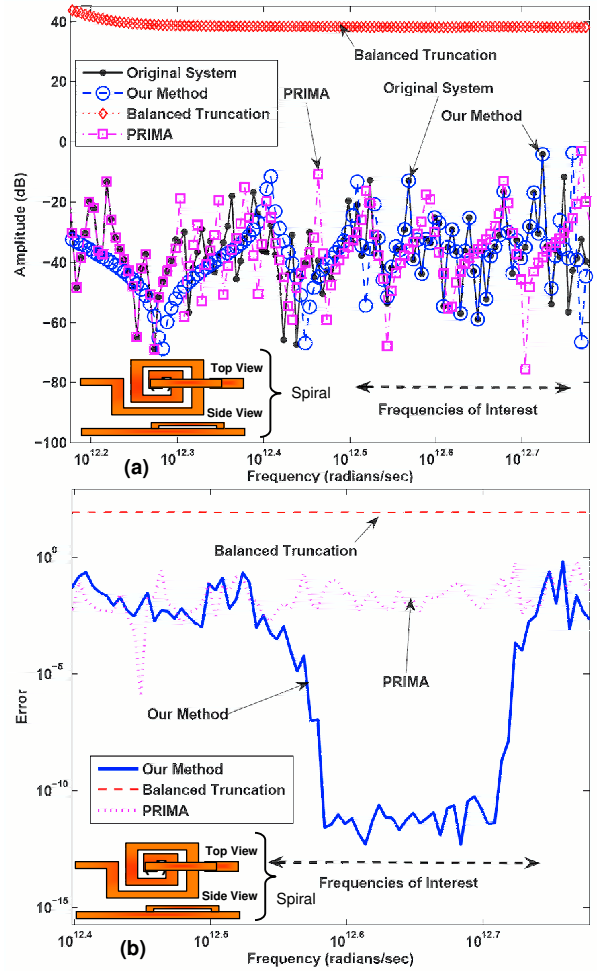 40
20
0
−20
−40
−60
−80
−100
Amplitude (dB)
Balanced Truncation
Original System
Our Method
Balanced Truncation
PRIMA
PRIMA
Original System
Our Method
Top View
Side View
Spiral
Frequencies of Interest
10^12.2
10^12.3
10^12.4
10^12.5
10^12.6
10^12.7
(a)
Frequency (radians/sec)
10^0
10^−5
10^−10
10^−15
Error
Balanced Truncation
PRIMA
Our Method
Our Method
Balanced Truncation
PRIMA
Top View
Side View
Spiral
Frequencies of Interest
10^12.4
10^12.5
10^12.6
10^12.7
(b)
Frequency (radians/sec)